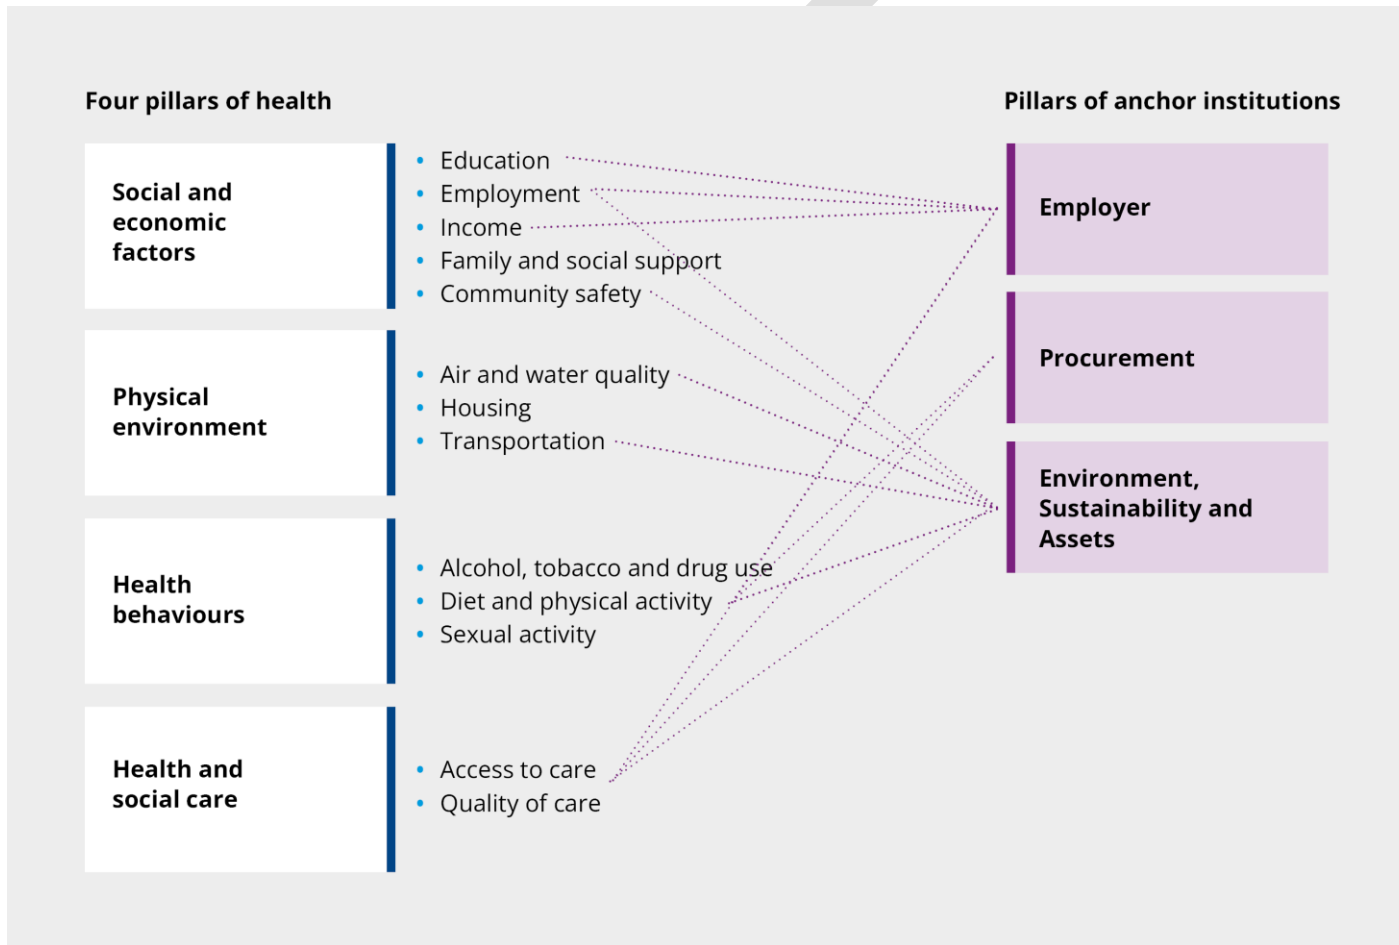 Four pillars of health
Pillars of anchor institutions
Social and
economic
factors
• Education
• Employment
• Income
• Family and social support
• Community safety
Physical
environment
• Air and water quality
• Housing
• Transportation
Health
behaviours
• Alcohol, tobacco and drug use
• Diet and physical activity
• Sexual activity
Health and
social care
• Access to care
• Quality of care
Employer
Procurement
Environment,
Sustainability and
Assets